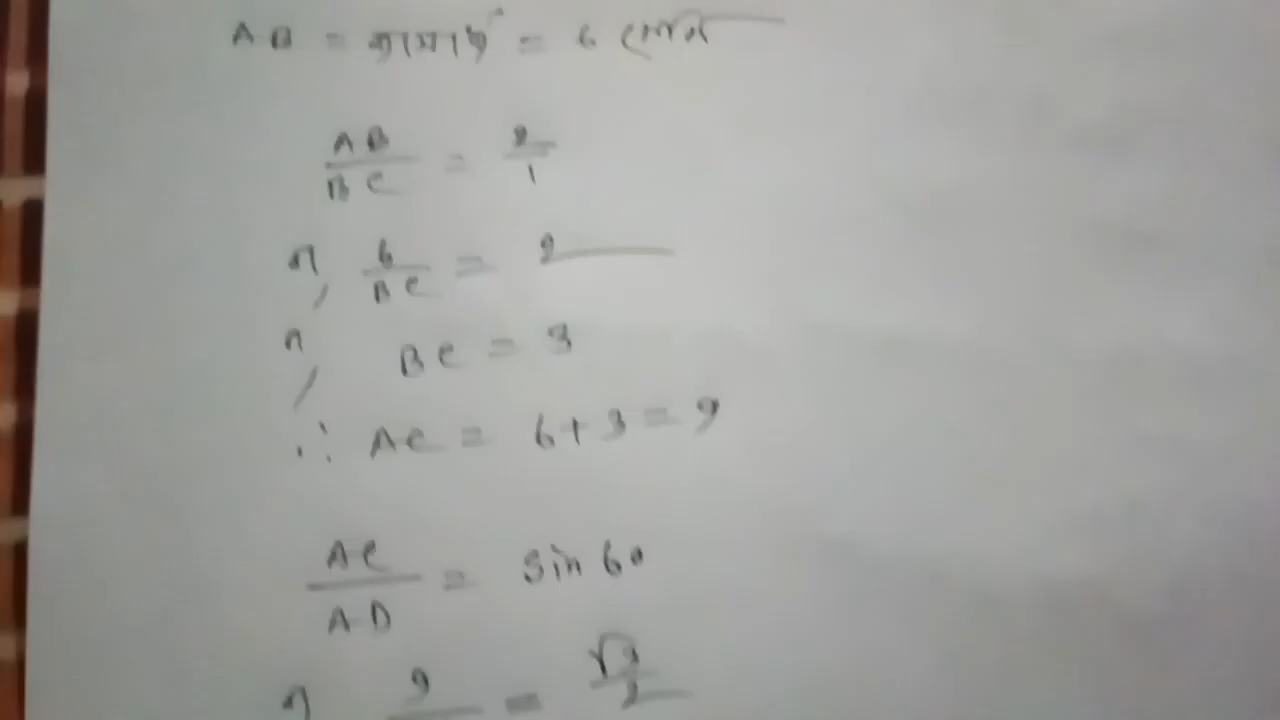 AB = ব্যাসার্ধ = 6 সেমি
AB/BC = 2/1
বা, 6/BC = 2
বা, BC = 3
∴ AC = 6+3 = 9
AC/AD = sin 60
বা 9 = √3/2